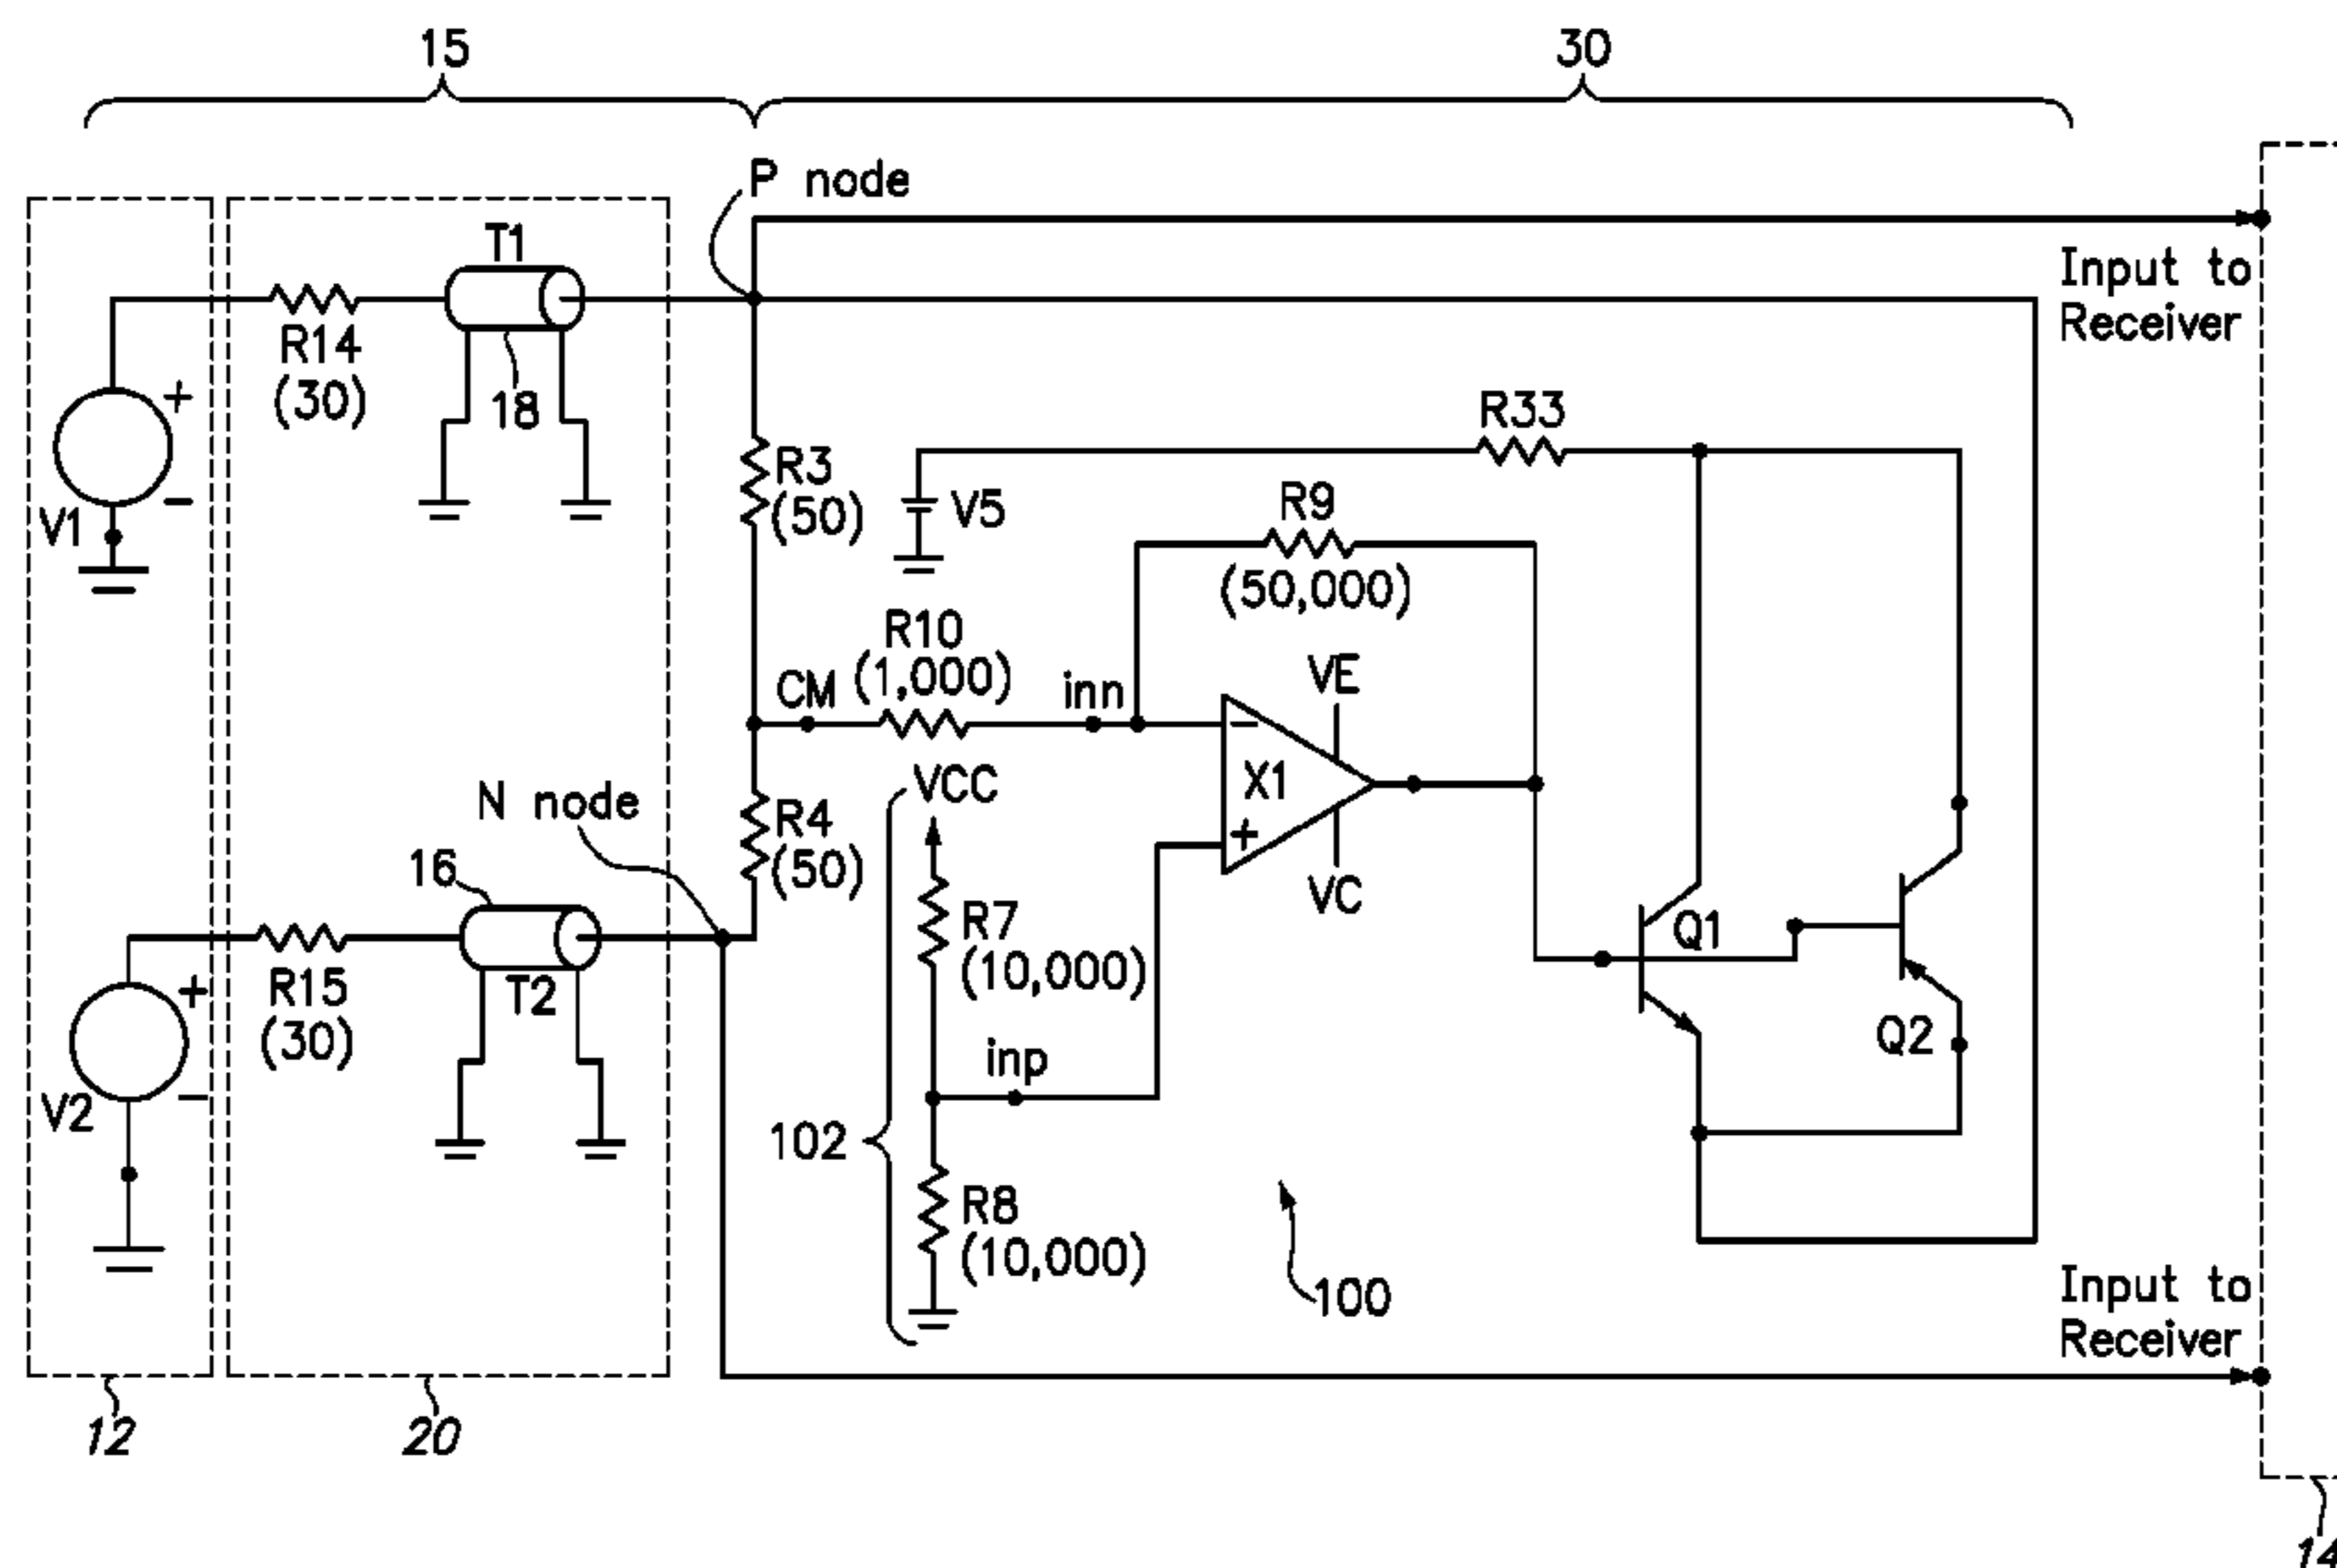 15
30
P node
T1
Input to
Receiver
R14
(30)
18
+
−
V1
R3
(50)
V5
R33
R9
(50,000)
R10
(1,000)
CM
inn
VE
−
X1
+
VC
N node
R4
(50)
VCC
16
T2
R15
(30)
+
−
V2
R7
(10,000)
inp
102
R8
(10,000)
Q1
Q2
100
Input to
Receiver
12
20
14